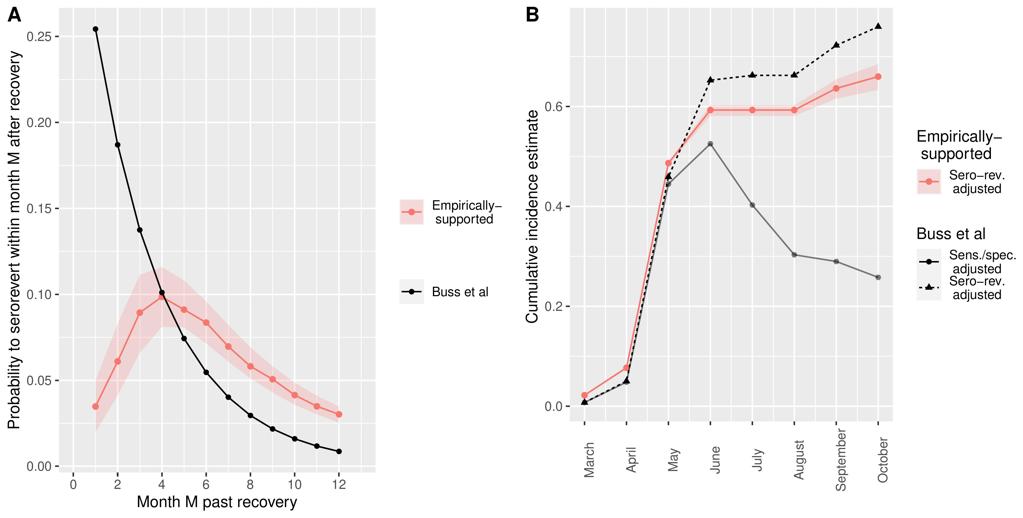 A
Probability to serorevert within month M after recovery
0.25
0.20
0.15
0.10
0.05
0.00
0 2 4 6 8 10 12
Month M past recovery
Empirically−
supported
Buss et al
B
Cumulative incidence estimate
0.6
0.4
0.2
0.0
March April May June July August September October
Empirically−
supported
Sero−rev.
adjusted
Buss et al
Sens./spec.
adjusted
Sero−rev.
adjusted